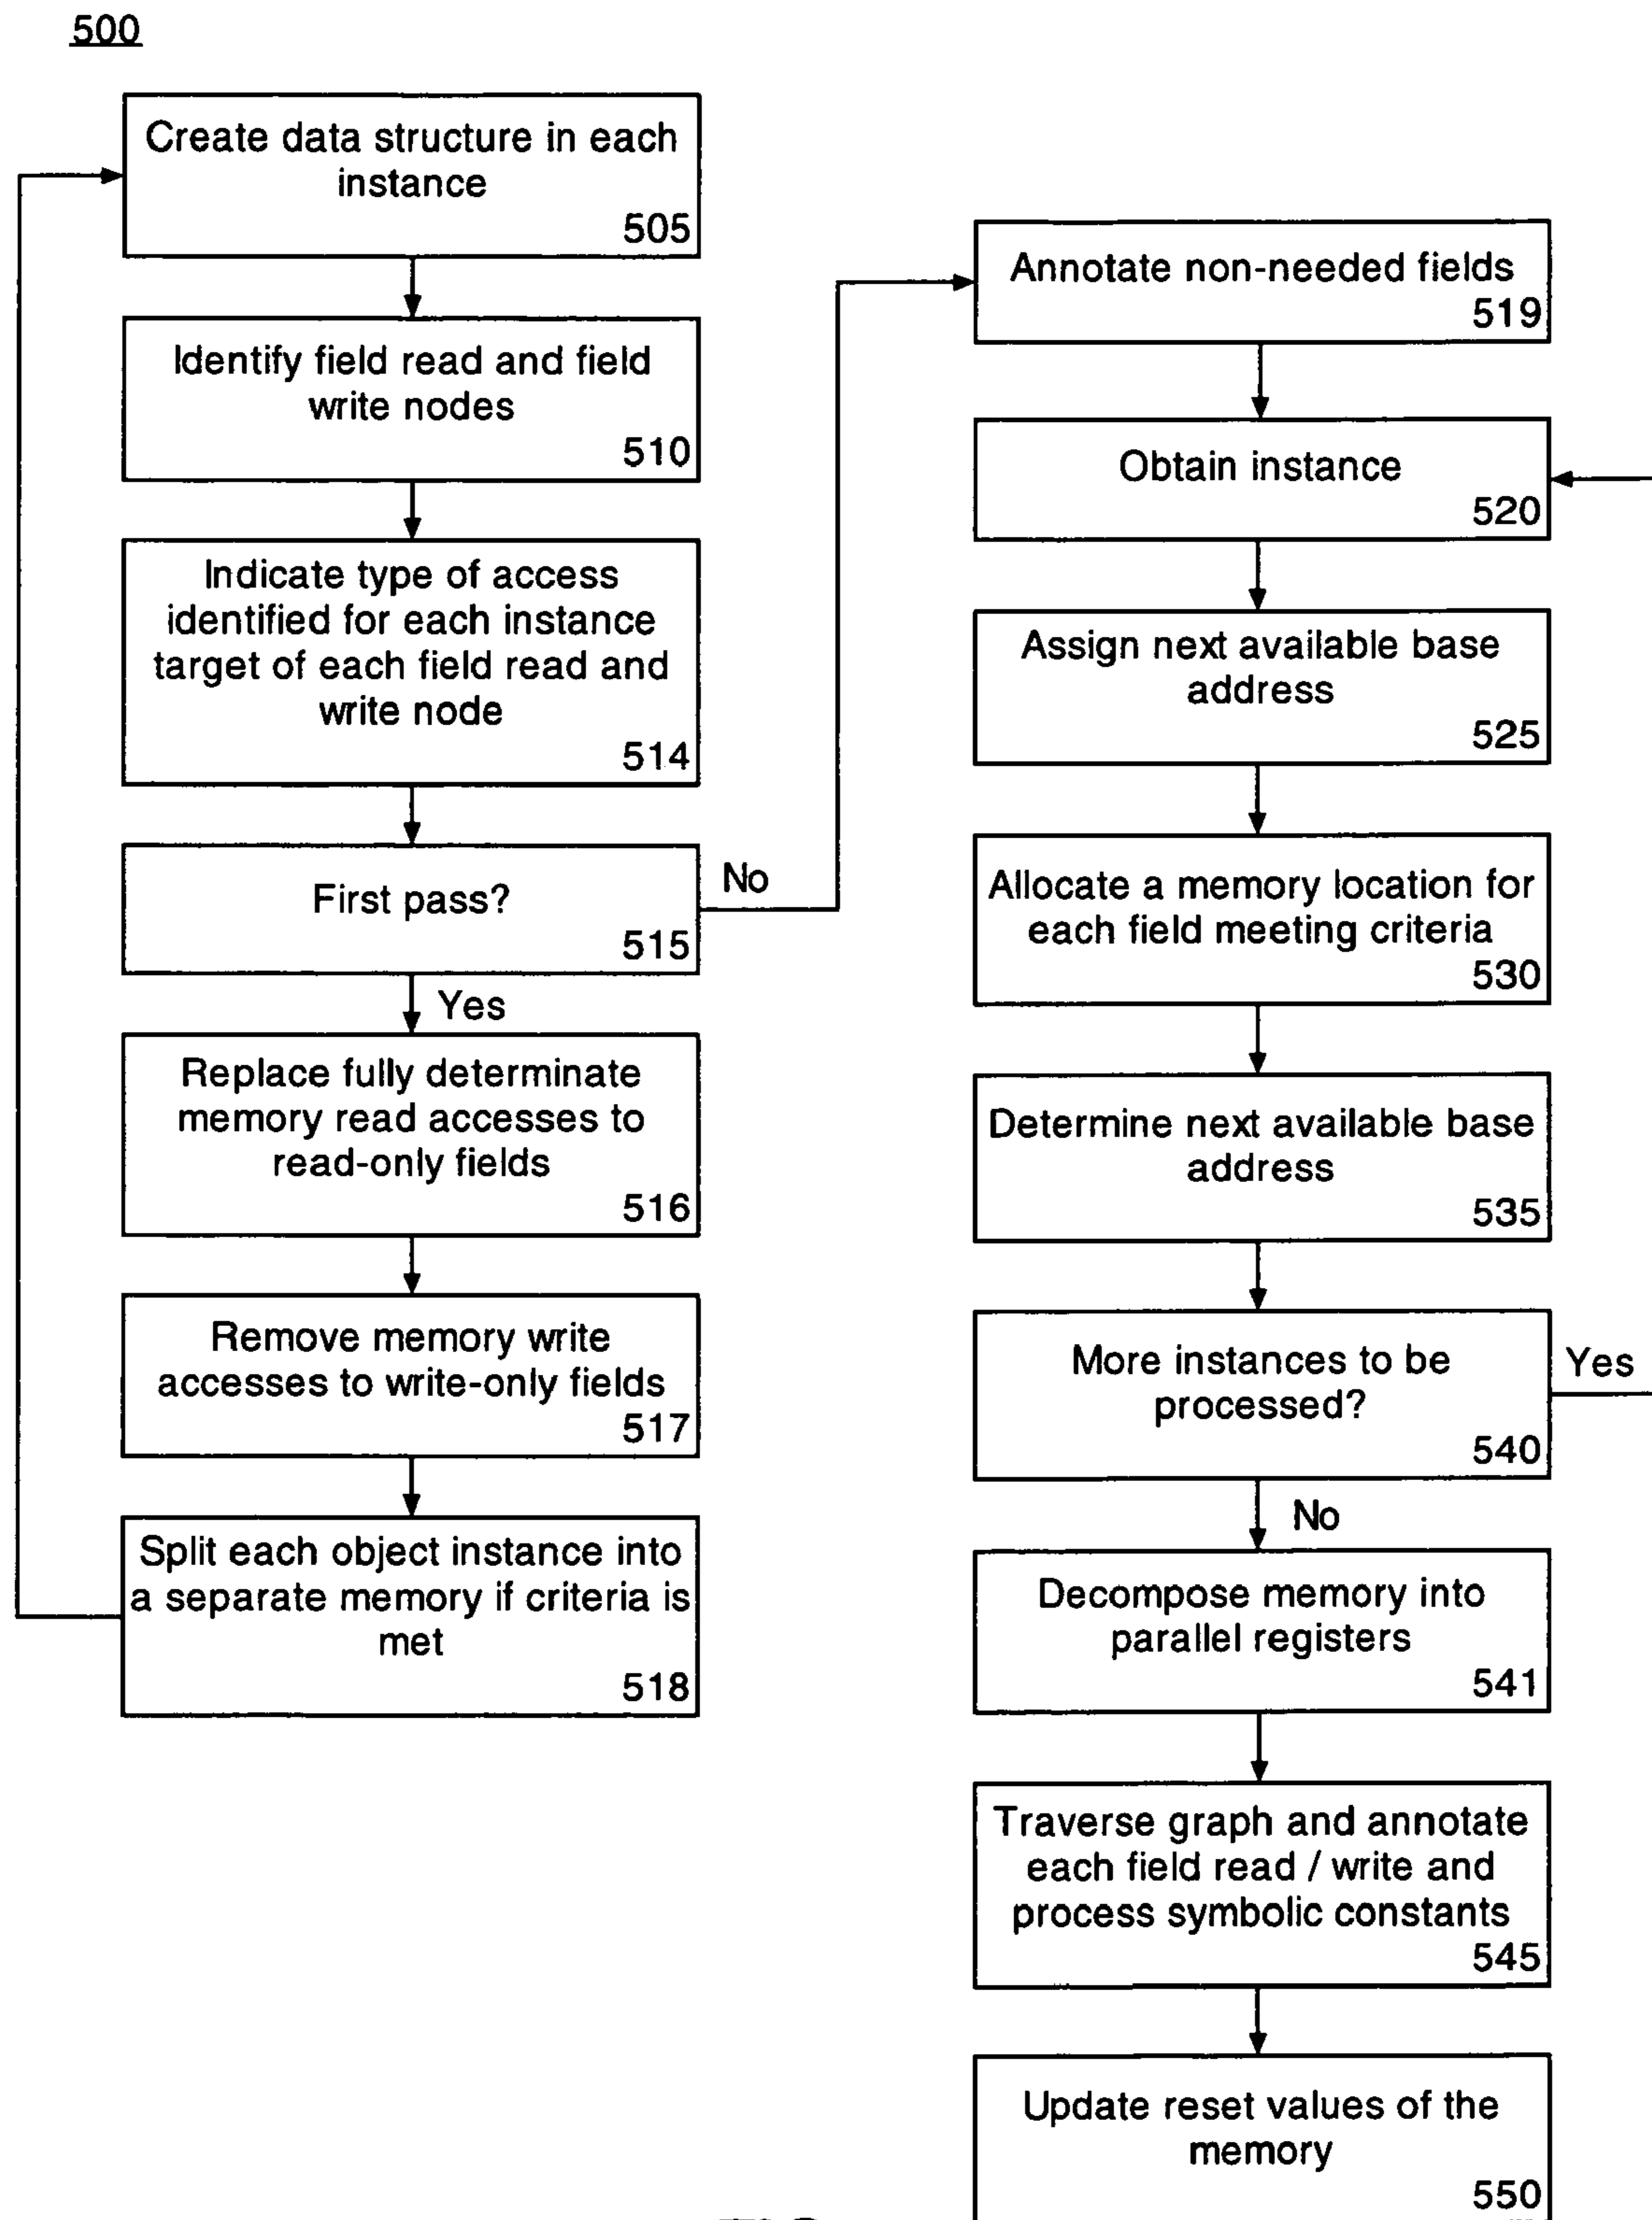 500
Create data structure in each
instance
505
Identify field read and field
write nodes
510
Indicate type of access
identified for each instance
target of each field read and
write node
514
First pass?
515
No
Yes
Replace fully determinate
memory read accesses to
read-only fields
516
Remove memory write
accesses to write-only fields
517
Split each object instance into
a separate memory if criteria is
met
518
Annotate non-needed fields
519
Obtain instance
520
Assign next available base
address
525
Allocate a memory location for
each field meeting criteria
530
Determine next available base
address
535
More instances to be
processed?
540
Yes
No
Decompose memory into
parallel registers
541
Traverse graph and annotate
each field read / write and
process symbolic constants
545
Update reset values of the
memory
550